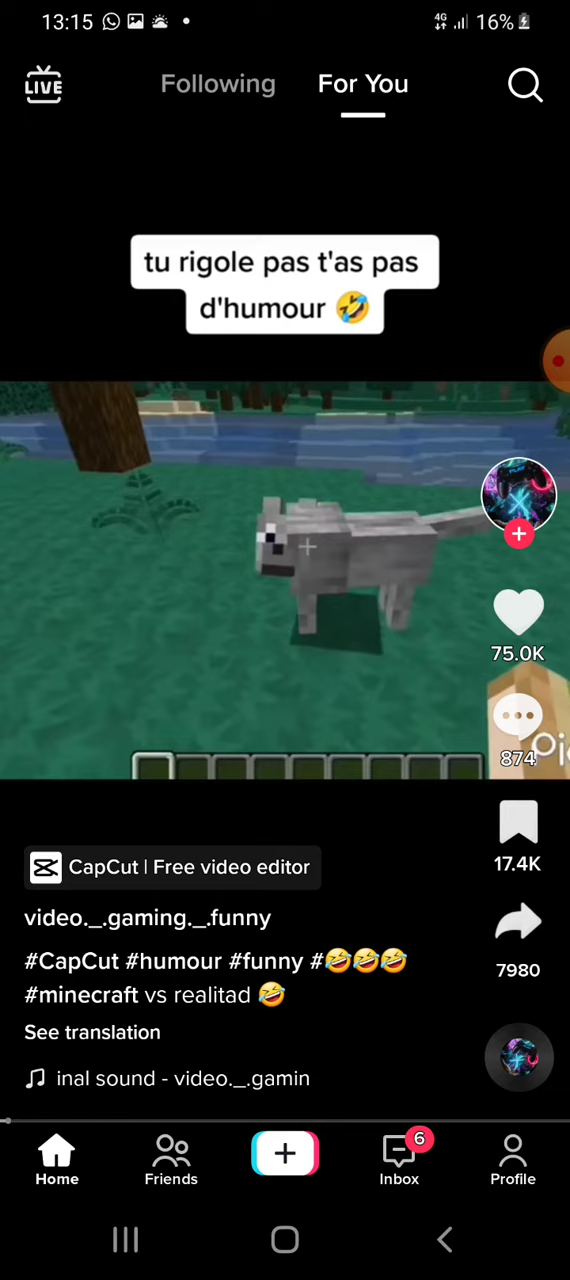 13:15
4G
16%
LIVE
Following
For You
tu rigole pas t'as pas
d'humour 🤣
75.0K
874
17.4K
CapCut | Free video editor
video._.gaming._.funny
#CapCut #humour #funny #🤣🤣🤣
#minecraft vs realitad 🤣
7980
See translation
inal sound - video._.gamin
6
Home
Friends
Inbox
Profile